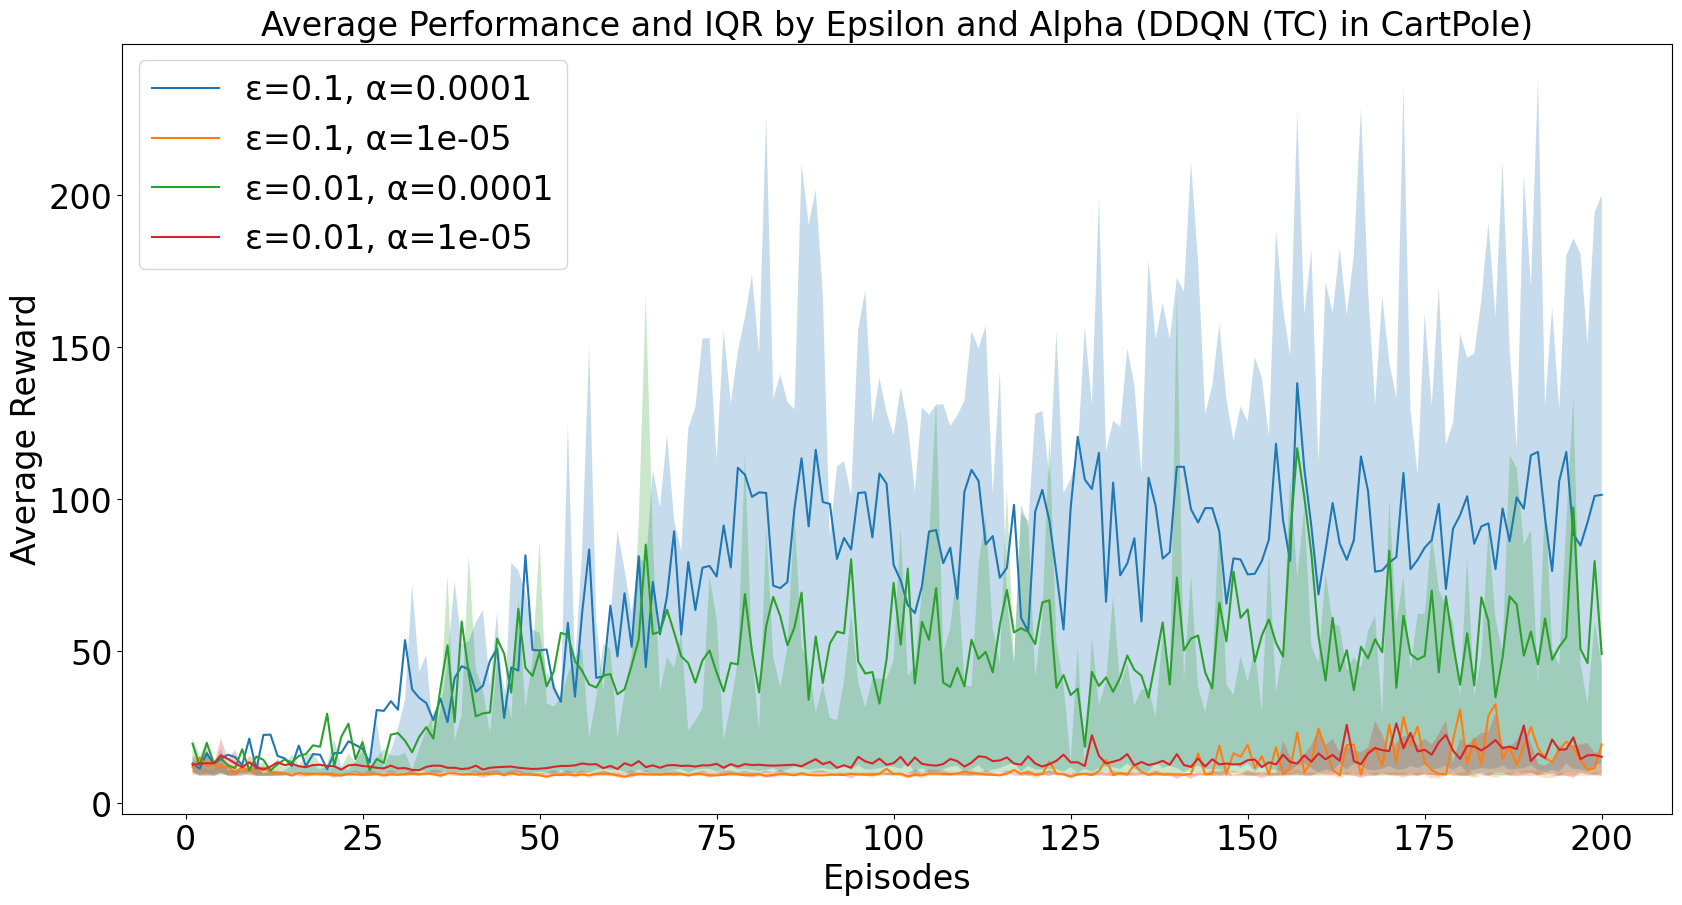 Average Performance and IQR by Epsilon and Alpha (DDQN (TC) in CartPole)
ε=0.1, α=0.0001
ε=0.1, α=1e-05
ε=0.01, α=0.0001
ε=0.01, α=1e-05
Average Reward
200
150
100
50
0
0 25 50 75 100 125 150 175 200
Episodes